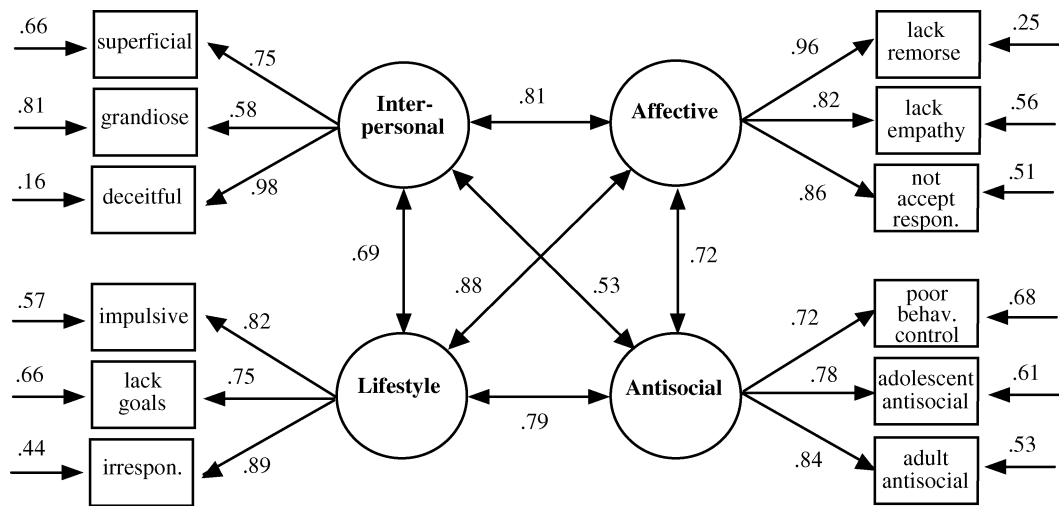 .66
superficial
.75
.81
grandiose
.58
.16
deceitful
.98
Inter-
personal
.81
Affective
.96
lack
remorse
.25
.82
lack
empathy
.56
.86
not
accept
respon.
.51
.69
.88
.53
.72
.57
impulsive
.82
.66
lack
goals
.75
.44
irrespon.
.89
Lifestyle
.79
Antisocial
.72
poor
behav.
control
.68
.78
adolescent
antisocial
.61
.84
adult
antisocial
.53